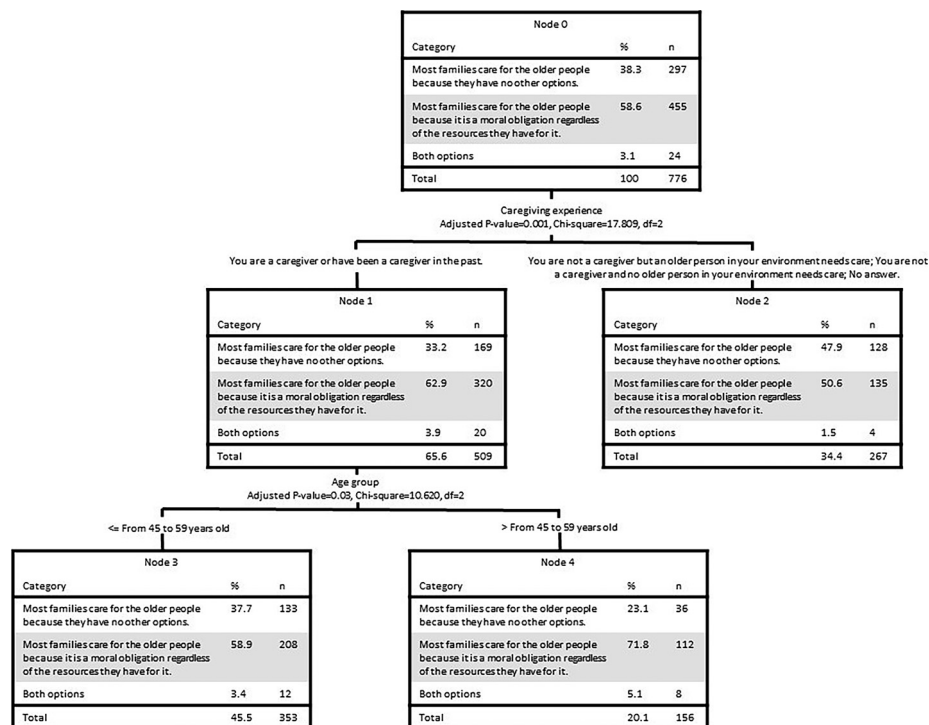 Node 0
Category % n
Most families care for the older people 38.3 297
because they have no other options.
Most families care for the older people 58.6 455
because it is a moral obligation regardless
of the resources they have for it.
Both options 3.1 24
Total 100 776
Caregiving experience
Adjusted P-value=0.001, Chi-square=17.809, df=2
You are a caregiver or have been a caregiver in the past.
You are not a caregiver but an older person in your environment needs care; You are not
a caregiver and no older person in your environment needs care; No answer.
Node 1
Category % n
Most families care for the older people 33.2 169
because they have no other options.
Most families care for the older people 62.9 320
because it is a moral obligation regardless
of the resources they have for it.
Both options 3.9 20
Total 65.6 509
Node 2
Category % n
Most families care for the older people 47.9 128
because they have no other options.
Most families care for the older people 50.6 135
because it is a moral obligation regardless
of the resources they have for it.
Both options 1.5 4
Total 34.4 267
Age group
Adjusted P-value=0.03, Chi-square=10.620, df=2
<= From 45 to 59 years old
> From 45 to 59 years old
Node 3
Category % n
Most families care for the older people 37.7 133
because they have no other options.
Most families care for the older people 58.9 208
because it is a moral obligation regardless
of the resources they have for it.
Both options 3.4 12
Total 45.5 353
Node 4
Category % n
Most families care for the older people 23.1 36
because they have no other options.
Most families care for the older people 71.8 112
because it is a moral obligation regardless
of the resources they have for it.
Both options 5.1 8
Total 20.1 156